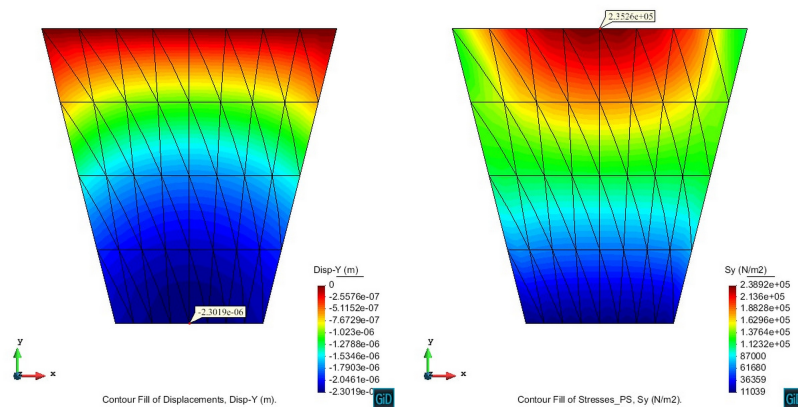 2.3526e+05
-2.3019e-06
Disp-Y (m)
0
-2.5576e-07
-5.1152e-07
-7.6729e-07
-1.023e-06
-1.2788e-06
-1.5346e-06
-1.7903e-06
-2.0461e-06
-2.3019e-0
y
x
Contour Fill of Displacements, Disp-Y (m).
GiD
Sy (N/m2)
2.3892e+05
2.136e+05
1.8828e+05
1.6296e+05
1.3764e+05
1.1232e+05
87000
61680
36359
11039
y
x
Contour Fill of Stresses_PS, Sy (N/m2).
GiD